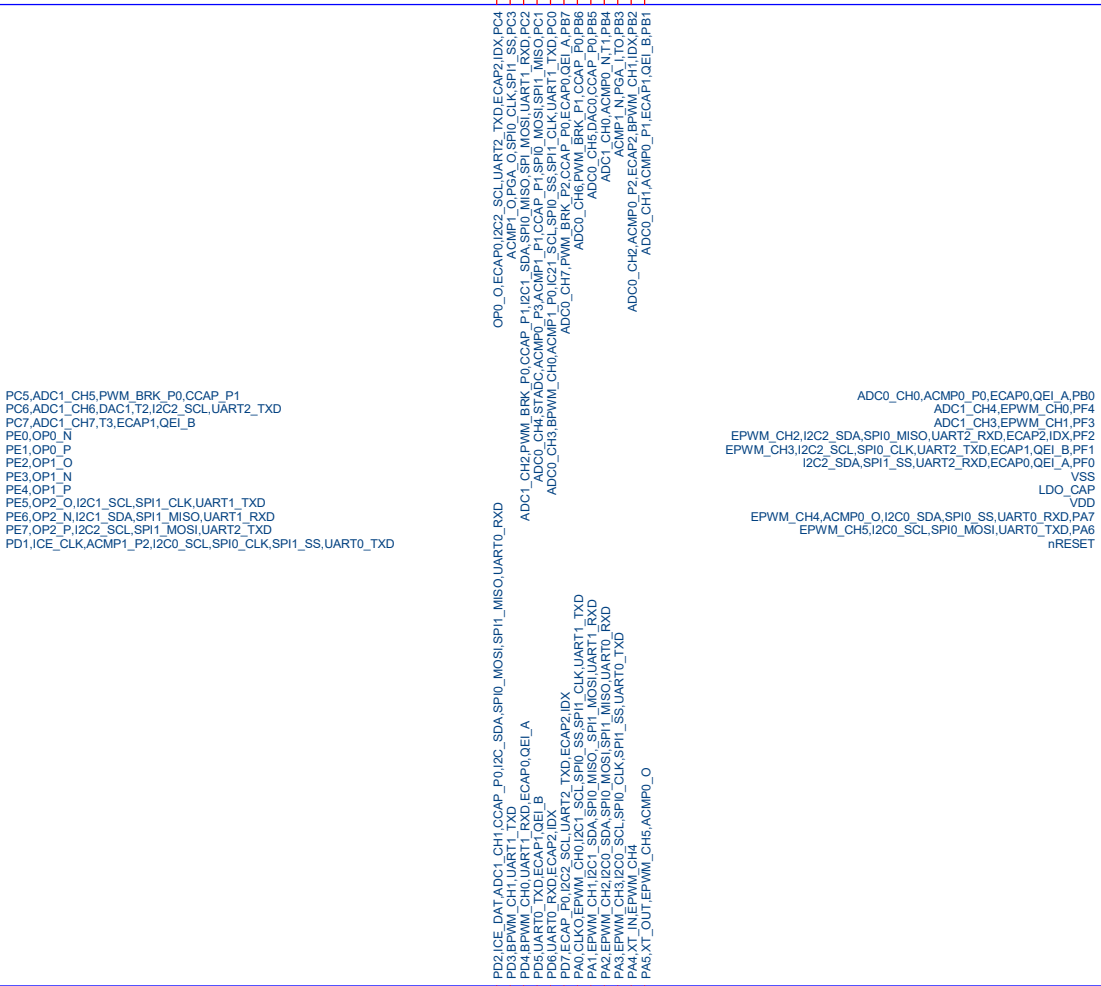 OP0_O,ECAP0,I2C2_SCL,UART2_TXD,ECAP2,IDX,PC4
ACMP1_O,PGA_O,SPI0_CLK,SPI1_SS,PC3
ADC1_CH2,PWM_BRK_P0,CCAP_P1,I2C1_SDA,SPI0_MISO,SPI_MOSI,UART1_RXD,PC2
ADC0_CH4,STADC,ACMP0_P3,ACMP1_P1,CCAP_P1,SPI0_MOSI,SPI1_MISO,PC1
ADC0_CH3,BPWM_CH0,ACMP1_P0,IC21_SCL,SPI0_SS,SPI1_CLK,UART1_TXD,PC0
ADC0_CH7,PWM_BRK_P2,CCAP_P0,ECAP0,QEI_A,PB7
ADC0_CH6,PWM_BRK_P1,CCAP_P0,PB6
ADC0_CH5,DAC0,CCAP_P0,PB5
ADC1_CH0,ACMP0_N,T1,PB4
ACMP1_N,PGA_I,TO,PB3
ADC0_CH2,ACMP0_P2,ECAP2,BPWM_CH1,IDX,PB2
ADC0_CH1,ACMP0_P1,ECAP1,QEI_B,PB1
PC5,ADC1_CH5,PWM_BRK_P0,CCAP_P1
PC6,ADC1_CH6,DAC1,T2,I2C2_SCL,UART2_TXD
PC7,ADC1_CH7,T3,ECAP1,QEI_B
PE0,OP0_N
PE1,OP0_P
PE2,OP1_O
PE3,OP1_N
PE4,OP1_P
PE5,OP2_O,I2C1_SCL,SPI1_CLK,UART1_TXD
PE6,OP2_N,I2C1_SDA,SPI1_MISO,UART1_RXD
PE7,OP2_P,I2C2_SCL,SPI1_MOSI,UART2_TXD
PD1,ICE_CLK,ACMP1_P2,I2C0_SCL,SPI0_CLK,SPI1_SS,UART0_TXD
ADC0_CH0,ACMP0_P0,ECAP0,QEI_A,PB0
ADC1_CH4,EPWM_CH0,PF4
ADC1_CH3,EPWM_CH1,PF3
EPWM_CH2,I2C2_SDA,SPI0_MISO,UART2_RXD,ECAP2,IDX,PF2
EPWM_CH3,I2C2_SCL,SPI0_CLK,UART2_TXD,ECAP1,QEI_B,PF1
I2C2_SDA,SPI1_SS,UART2_RXD,ECAP0,QEI_A,PF0
VSS
LDO_CAP
VDD
EPWM_CH4,ACMP0_O,I2C0_SDA,SPI0_SS,UART0_RXD,PA7
EPWM_CH5,I2C0_SCL,SPI0_MOSI,UART0_TXD,PA6
nRESET
PD2,ICE_DAT,ADC1_CH1,CCAP_P0,I2C_SDA,SPI0_MOSI,SPI1_MISO,UART0_RXD
PD3,BPWM_CH1,UART1_TXD
PD4,BPWM_CH0,UART1_RXD,ECAP0,QEI_A
PD5,UART0_TXD,ECAP1,QEI_B
PD6,UART0_RXD,ECAP2,IDX
PD7,ECAP_P0,I2C2_SCL,UART2_TXD,ECAP2,IDX
PA0,CLKO,EPWM_CH0,I2C1_SCL,SPI0_SS,SPI1_CLK,UART1_TXD
PA1,EPWM_CH1,I2C1_SDA,SPI0_MISO,_SPI1_MOSI,UART1_RXD
PA2,EPWM_CH2,I2C0_SDA,SPI0_MOSI,SPI1_MISO,UART0_RXD
PA3,EPWM_CH3,I2C0_SCL,SPI0_CLK,SPI1_SS,UART0_TXD
PA4,XT_IN,EPWM_CH4
PA5,XT_OUT,EPWM_CH5,ACMP0_O